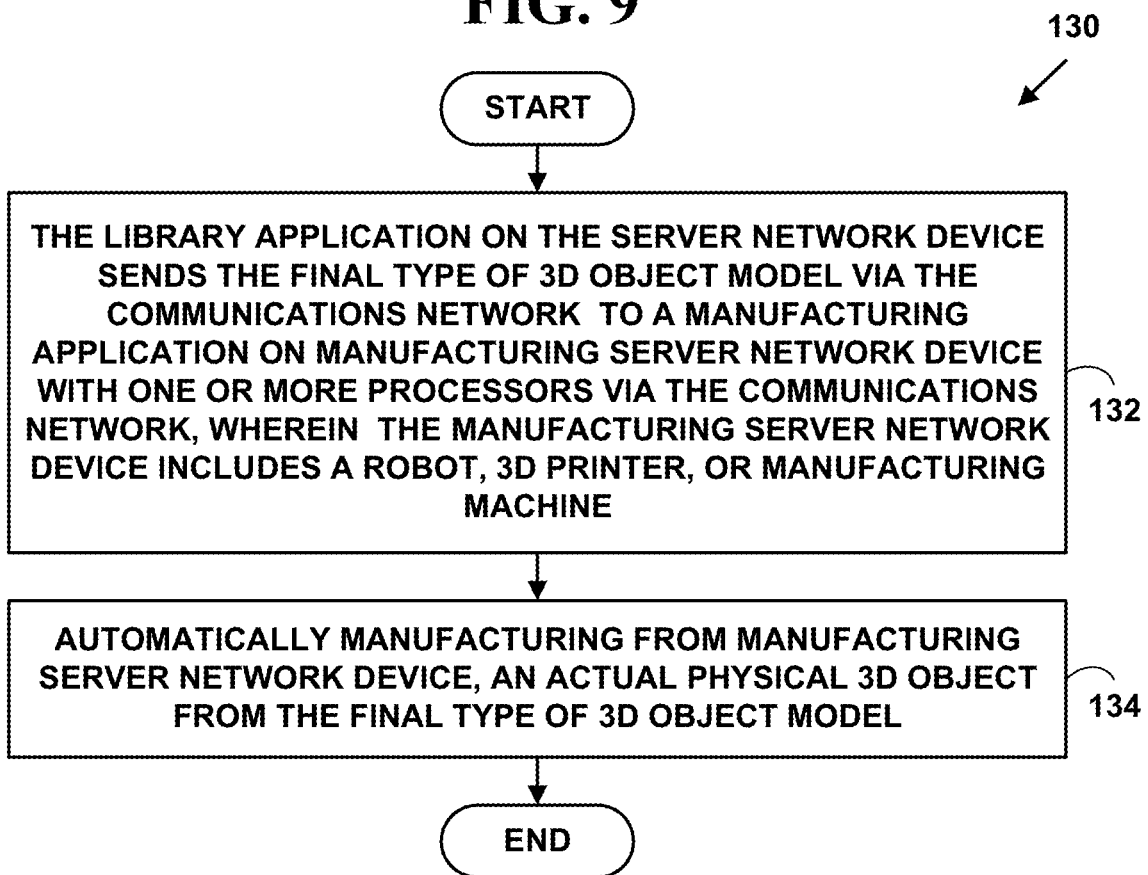 FIG. 9
130
START
THE LIBRARY APPLICATION ON THE SERVER NETWORK DEVICE
SENDS THE FINAL TYPE OF 3D OBJECT MODEL VIA THE
COMMUNICATIONS NETWORK TO A MANUFACTURING
APPLICATION ON MANUFACTURING SERVER NETWORK DEVICE
WITH ONE OR MORE PROCESSORS VIA THE COMMUNICATIONS
NETWORK, WHEREIN THE MANUFACTURING SERVER NETWORK
DEVICE INCLUDES A ROBOT, 3D PRINTER, OR MANUFACTURING
MACHINE
132
AUTOMATICALLY MANUFACTURING FROM MANUFACTURING
SERVER NETWORK DEVICE, AN ACTUAL PHYSICAL 3D OBJECT
FROM THE FINAL TYPE OF 3D OBJECT MODEL
134
END